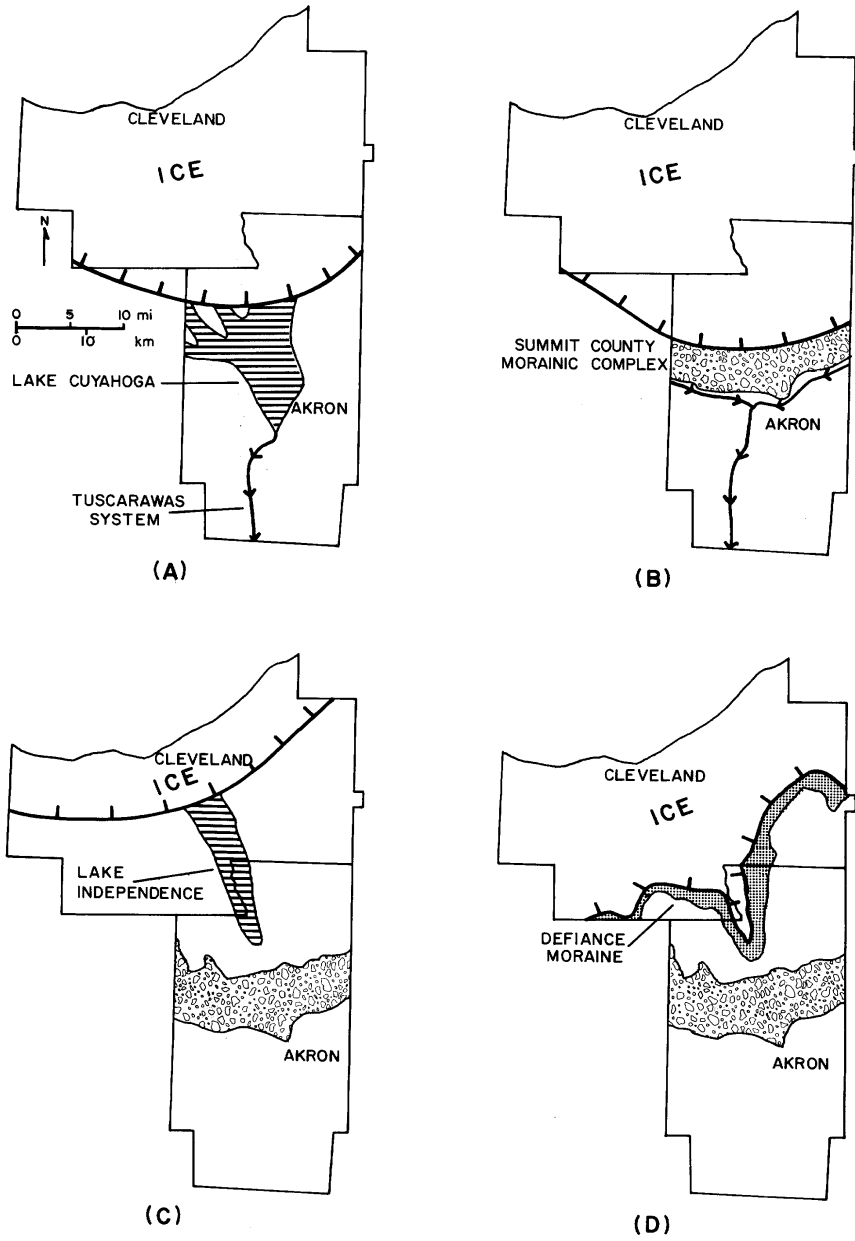 CLEVELAND
ICE
N
0 5 10 mi
0 10 km
LAKE CUYAHOGA
AKRON
TUSCARAWAS
SYSTEM
(A)
CLEVELAND
ICE
SUMMIT COUNTY
MORAINIC COMPLEX
AKRON
(B)
CLEVELAND
ICE
LAKE
INDEPENDENCE
AKRON
(C)
CLEVELAND
ICE
DEFIANCE
MORAINE
AKRON
(D)